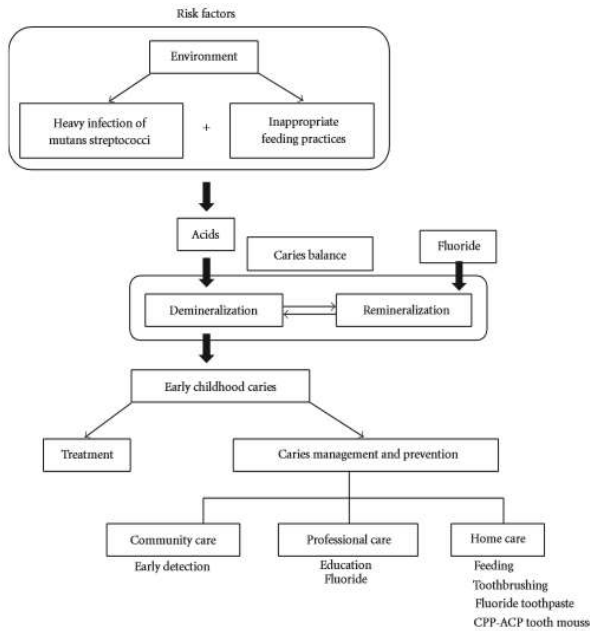 Risk factors
Environment
Heavy infection of
mutans streptococci
+
Inappropriate
feeding practices
Acids
Caries balance
Fluoride
Demineralization
Remineralization
Early childhood caries
Treatment
Caries management and prevention
Community care
Early detection
Professional care
Education
Fluoride
Home care
Feeding
Toothbrushing
Fluoride toothpaste
CPP-ACP tooth mousse